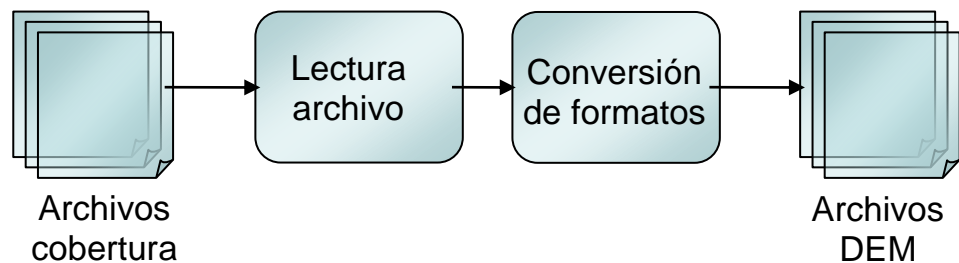 Lectura
archivo
Conversión
de formatos
Archivos
cobertura
Archivos
DEM